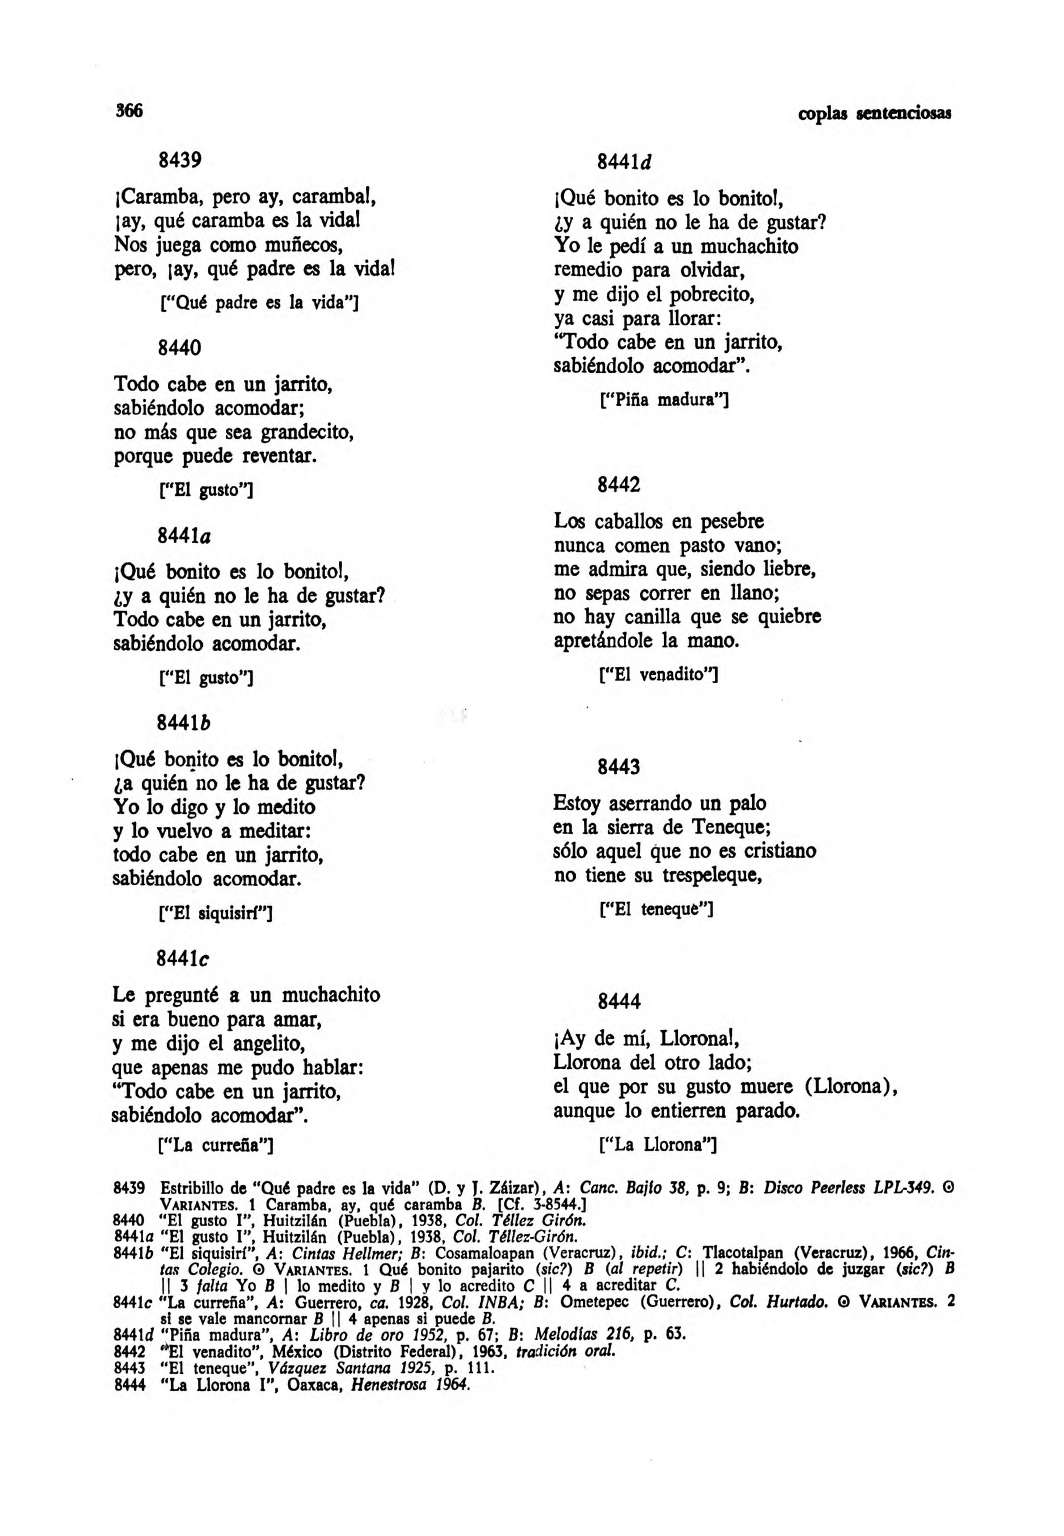 366
coplas sentenciosas
8439
¡Caramba, pero ay, caramba!,
¡ay, qué caramba es la vida!
Nos juega como muñecos,
pero, ¡ay, qué padre es la vida!
["Qué padre es la vida"]
8440
Todo cabe en un jarrito,
sabiéndolo acomodar;
no más que sea grandecito,
porque puede reventar.
["El gusto"]
8441a
¡Qué bonito es lo bonito!,
¿y a quién no le ha de gustar?
Todo cabe en un jarrito,
sabiéndolo acomodar.
["El gusto"]
8441b
¡Qué bonito es lo bonito!,
¿a quién no le ha de gustar?
Yo lo digo y lo medito
y lo vuelvo a meditar:
todo cabe en un jarrito,
sabiéndolo acomodar.
["El siquisirí"]
8441c
Le pregunté a un muchachito
si era bueno para amar,
y me dijo el angelito,
que apenas me pudo hablar:
"Todo cabe en un jarrito,
sabiéndolo acomodar".
["La curreña"]
8441d
¡Qué bonito es lo bonito!,
¿y a quién no le ha de gustar?
Yo le pedí a un muchachito
remedio para olvidar,
y me dijo el pobrecito,
ya casi para llorar:
"Todo cabe en un jarrito,
sabiéndolo acomodar".
["Piña madura"]
8442
Los caballos en pesebre
nunca comen pasto vano;
me admira que, siendo liebre,
no sepas correr en llano;
no hay canilla que se quiebre
apretándole la mano.
["El venadito"]
8443
Estoy aserrando un palo
en la sierra de Teneque;
sólo aquel que no es cristiano
no tiene su trespeleque,
["El teneque"]
8444
¡Ay de mí, Llorona!,
Llorona del otro lado;
el que por su gusto muere (Llorona),
aunque lo entierren parado.
["La Llorona"]
8439 Estribillo de "Qué padre es la vida" (D. y J. Záizar), A: Canc. Bajío 38, p. 9; B: Disco Peerless LPL-349. ʘ
VARIANTES. 1 Caramba, ay, qué caramba B. [Cf. 3-8544.]
8440 "El gusto I", Huitzilán (Puebla), 1938, Col. Téllez Girón.
8441a "El gusto I", Huitzilán (Puebla), 1938, Col. Téllez-Girón.
8441b "El siquisirí", A: Cintas Hellmer; B: Cosamaloapan (Veracruz), ibid.; C: Tlacotalpan (Veracruz), 1966, Cin-
tas Colegio. ʘ VARIANTES. 1 Qué bonito pajarito (sic?) B (al repetir) || 2 habiéndolo de juzgar (sic?) B
|| 3 falta Yo B | lo medito y B | y lo acredito C || 4 a acreditar C.
8441c "La curreña", A: Guerrero, ca. 1928, Col. INBA; B: Ometepec (Guerrero), Col. Hurtado. ʘ VARIANTES. 2
si se vale mancornar B || 4 apenas si puede B.
8441d "Piña madura", A: Libro de oro 1952, p. 67; B: Melodías 216, p. 63.
8442 "El venadito", México (Distrito Federal), 1963, tradición oral.
8443 "El teneque", Vázquez Santana 1925, p. 111.
8444 "La Llorona I", Oaxaca, Henestrosa 1964.